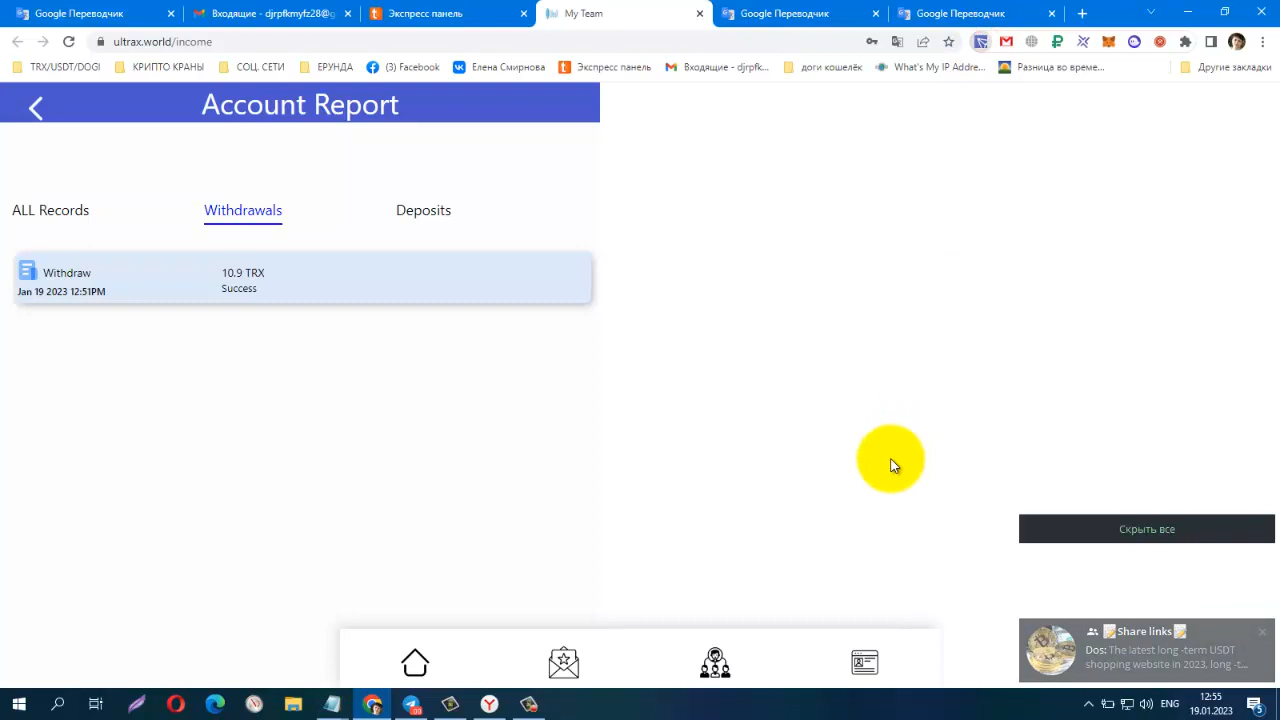 Google Переводчик
Входящие - djrpfkmyfz28@g
Экспресс панель
My Team
Google Переводчик
Google Переводчик
ultrax.world/income
TRX/USDT/DOGI
КРИПТО КРАНЫ
СОЦ. СЕТИ
ЕРУНДА
(3) Facebook
Елена Смирнова
Экспресс панель
Входящие - djrpfk...
доги кошелёк
What's My IP Addre...
Разница во време...
Другие закладки
Account Report
ALL Records
Withdrawals
Deposits
Withdraw
10.9 TRX
Jan 19 2023 12:51PM
Success
Скрыть все
Share links
Dos: The latest long -term USDT
shopping website in 2023, long -t...
ENG
12:55
19.01.2023
5